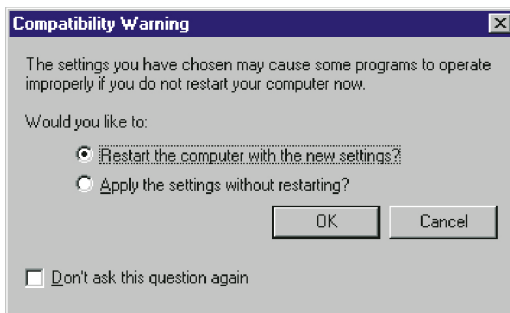 Compatibility Warning
The settings you have chosen may cause some programs to operate
improperly if you do not restart your computer now.
Would you like to:
Restart the computer with the new settings?
Apply the settings without restarting?
OK Cancel
Don't ask this question again